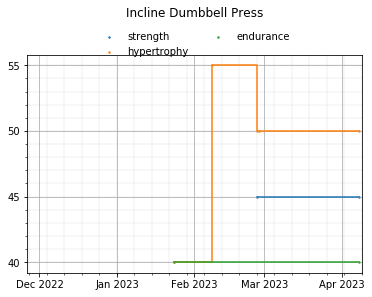 Incline Dumbbell Press
strength
endurance
hypertrophy
55
50
45
40
Dec 2022
Jan 2023
Feb 2023
Mar 2023
Apr 2023